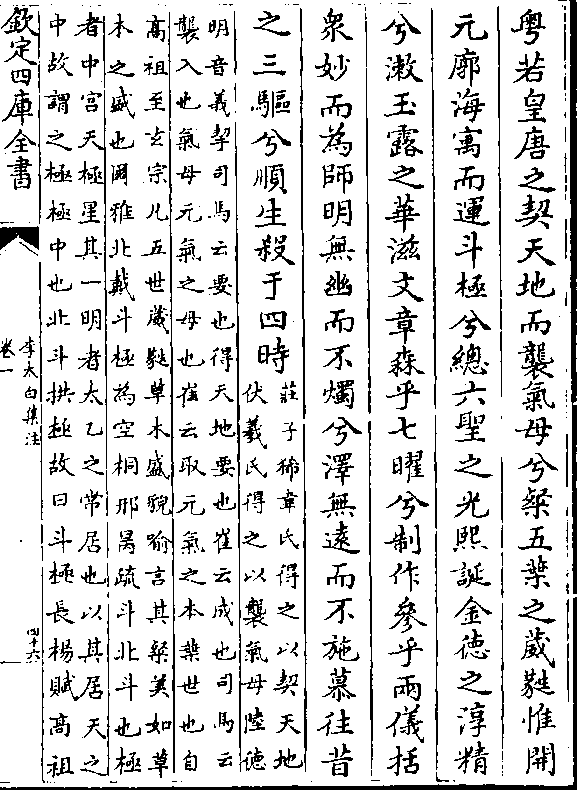 粤若皇唐之契天地而襲氣母兮粲五葉之葳蕤惟開
元廓海寓而運斗極兮總六聖之光熙誕金德之淳精
兮漱玉露之華滋文章森乎七曜兮制作參乎兩儀括
衆妙而為師明無幽而不燭兮澤無遠而不施慕往昔
之三驅兮順生殺于四時
莊子狶韋氏得之以契天地
伏羲氏得之以襲氣母陸德
明音義契司馬云要也得天地要也崔云成也司馬云
襲入也氣母元氣之母也崔云取元氣之本葉世也自
高祖至玄宗凡五世葳蕤草木盛貌喻言其粲美如草
木之盛也爾雅北戴斗極為空桐邢昺疏斗北斗也極
者中宮天極星其一明者太乙之常居也以其居天之
中故謂之極極中也北斗拱極故曰斗極長楊賦高祖
欽定四庫全書
李太白集注
卷一
四十六